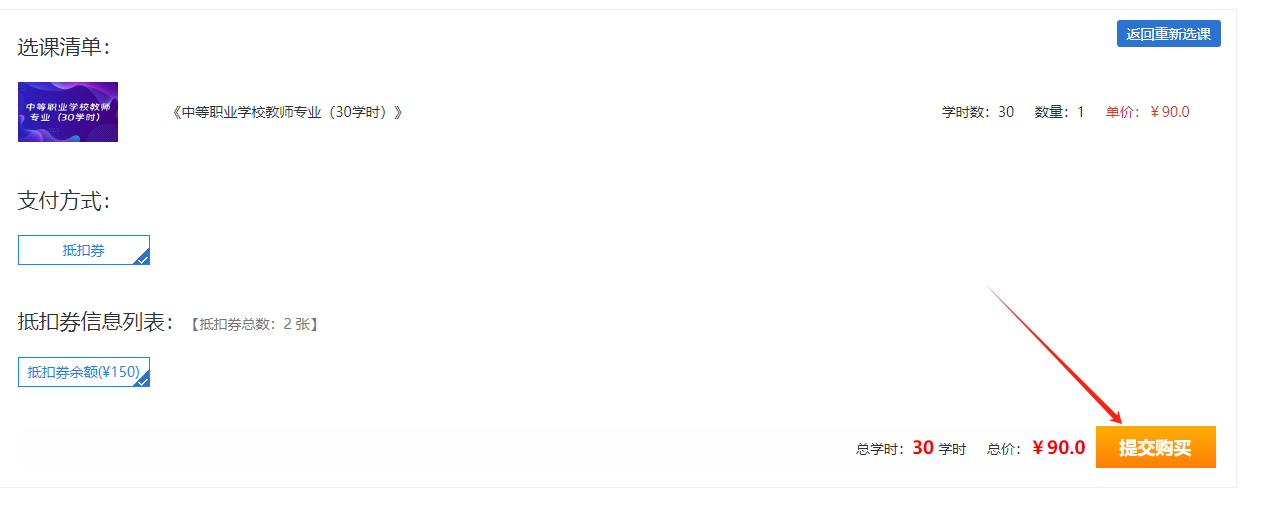 返回重新选课
选课清单：
中等职业学校教师
专业（30学时）
《中等职业学校教师专业（30学时）》
学时数：30 数量：1 单价：￥90.0
支付方式：
抵扣券
抵扣券信息列表：【抵扣券总数：2 张】
抵扣券余额(¥150)
总学时：30 学时 总价：￥90.0 提交购买